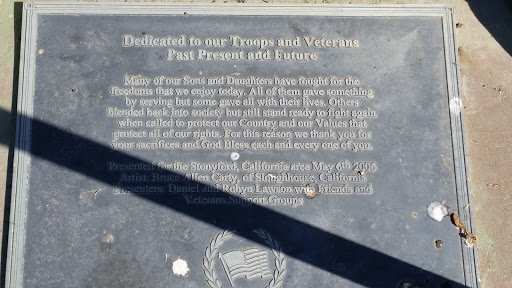 Dedicated to our Troops and Veterans
Past Present and Future
Many of our Sons and Daughters have fought for the
freedoms that we enjoy today. All of them gave something
by serving but some gave all with their lives. Others
blended back into society but still stand ready to fight again
when called to protect our Country and our Values that
protect all of our rights. For this reason we thank you for
your sacrifices and God Bless each and every one of you.
Presented for the Stonyford, California area May 6th 2006
Artist: Bruce Allen Carty, of Sloughhouse, California
Presenters: Daniel and Robyn Lawson with Friends and
Veterans Support Groups